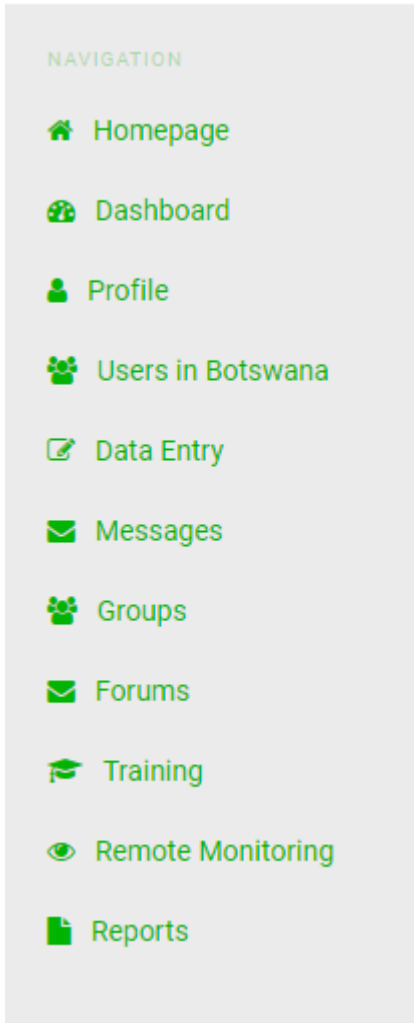 NAVIGATION
Homepage
Dashboard
Profile
Users in Botswana
Data Entry
Messages
Groups
Forums
Training
Remote Monitoring
Reports